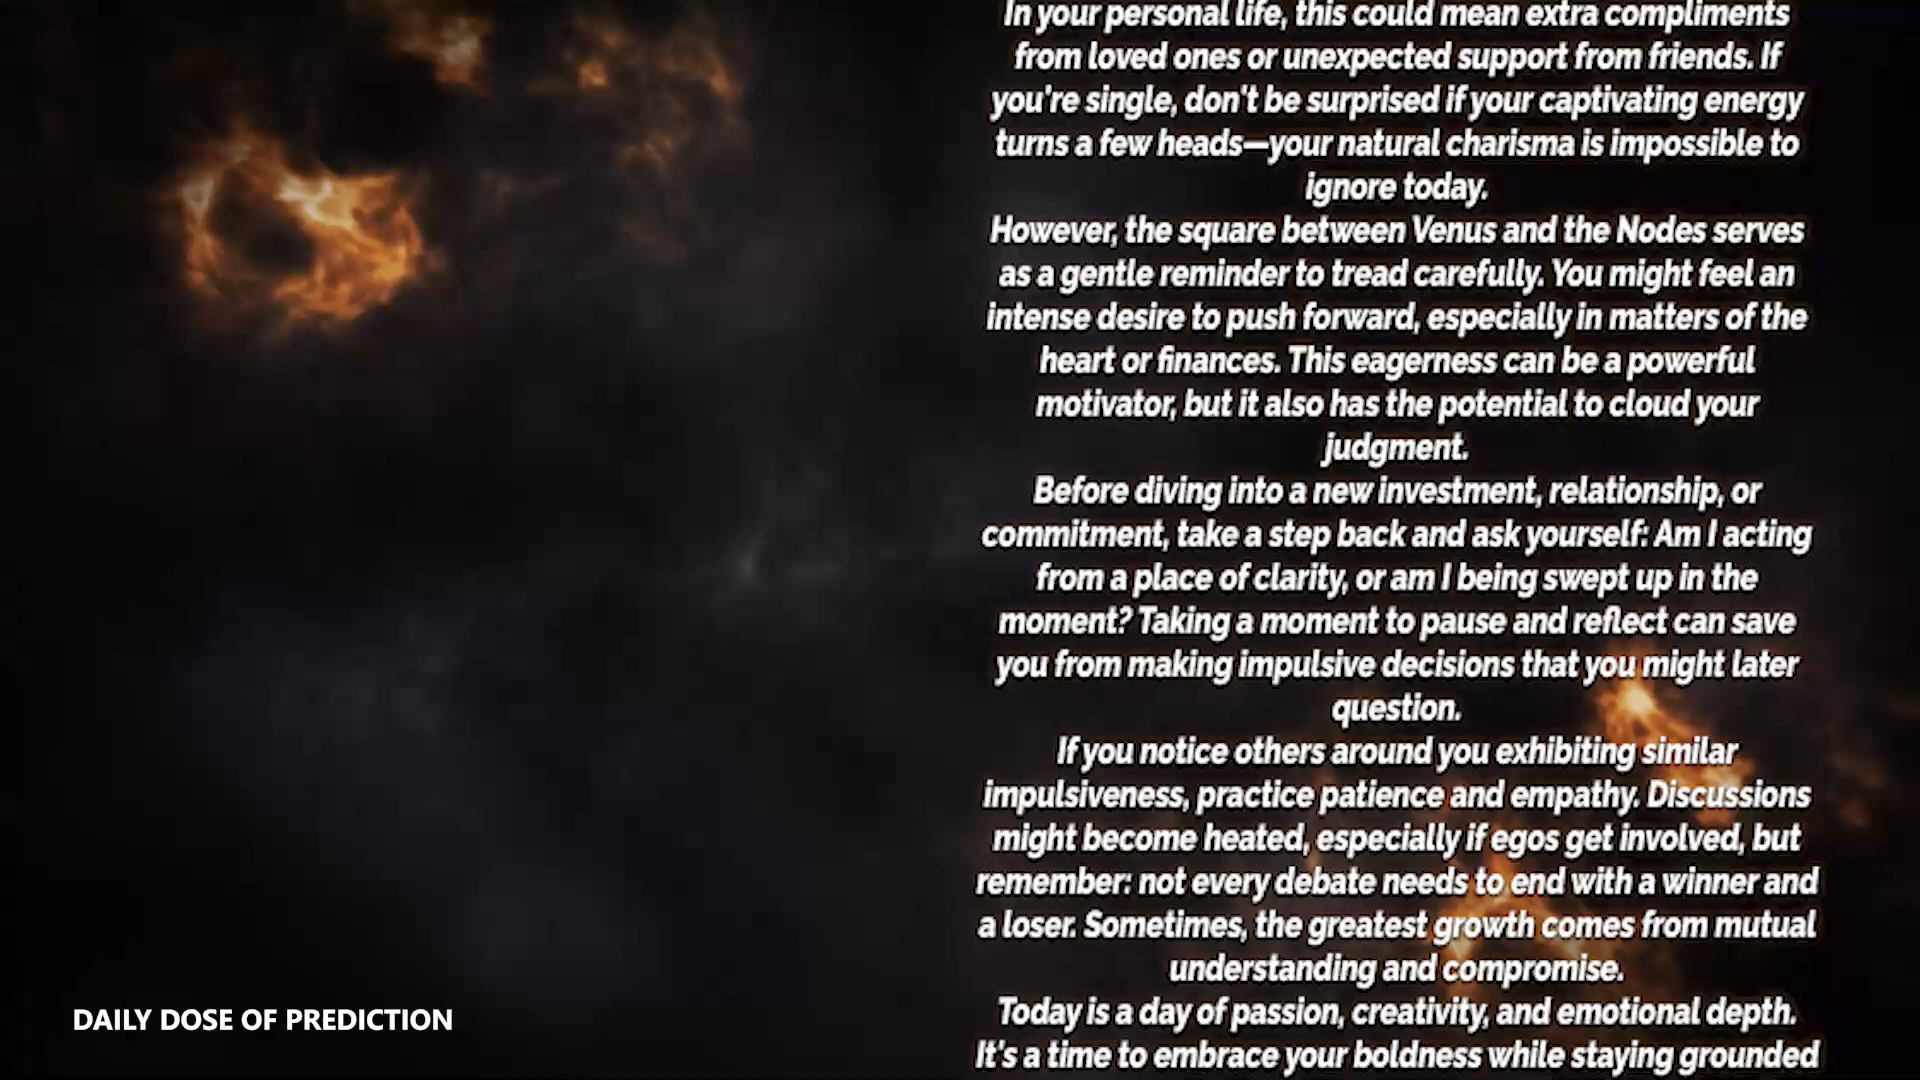 In your personal life, this could mean extra compliments
from loved ones or unexpected support from friends. If
you're single, don't be surprised if your captivating energy
turns a few heads—your natural charisma is impossible to
ignore today.
However, the square between Venus and the Nodes serves
as a gentle reminder to tread carefully. You might feel an
intense desire to push forward, especially in matters of the
heart or finances. This eagerness can be a powerful
motivator, but it also has the potential to cloud your
judgment.
Before diving into a new investment, relationship, or
commitment, take a step back and ask yourself: Am I acting
from a place of clarity, or am I being swept up in the
moment? Taking a moment to pause and reflect can save
you from making impulsive decisions that you might later
question.
If you notice others around you exhibiting similar
impulsiveness, practice patience and empathy. Discussions
might become heated, especially if egos get involved, but
remember: not every debate needs to end with a winner and
a loser. Sometimes, the greatest growth comes from mutual
understanding and compromise.
Today is a day of passion, creativity, and emotional depth.
It's a time to embrace your boldness while staying grounded
DAILY DOSE OF PREDICTION